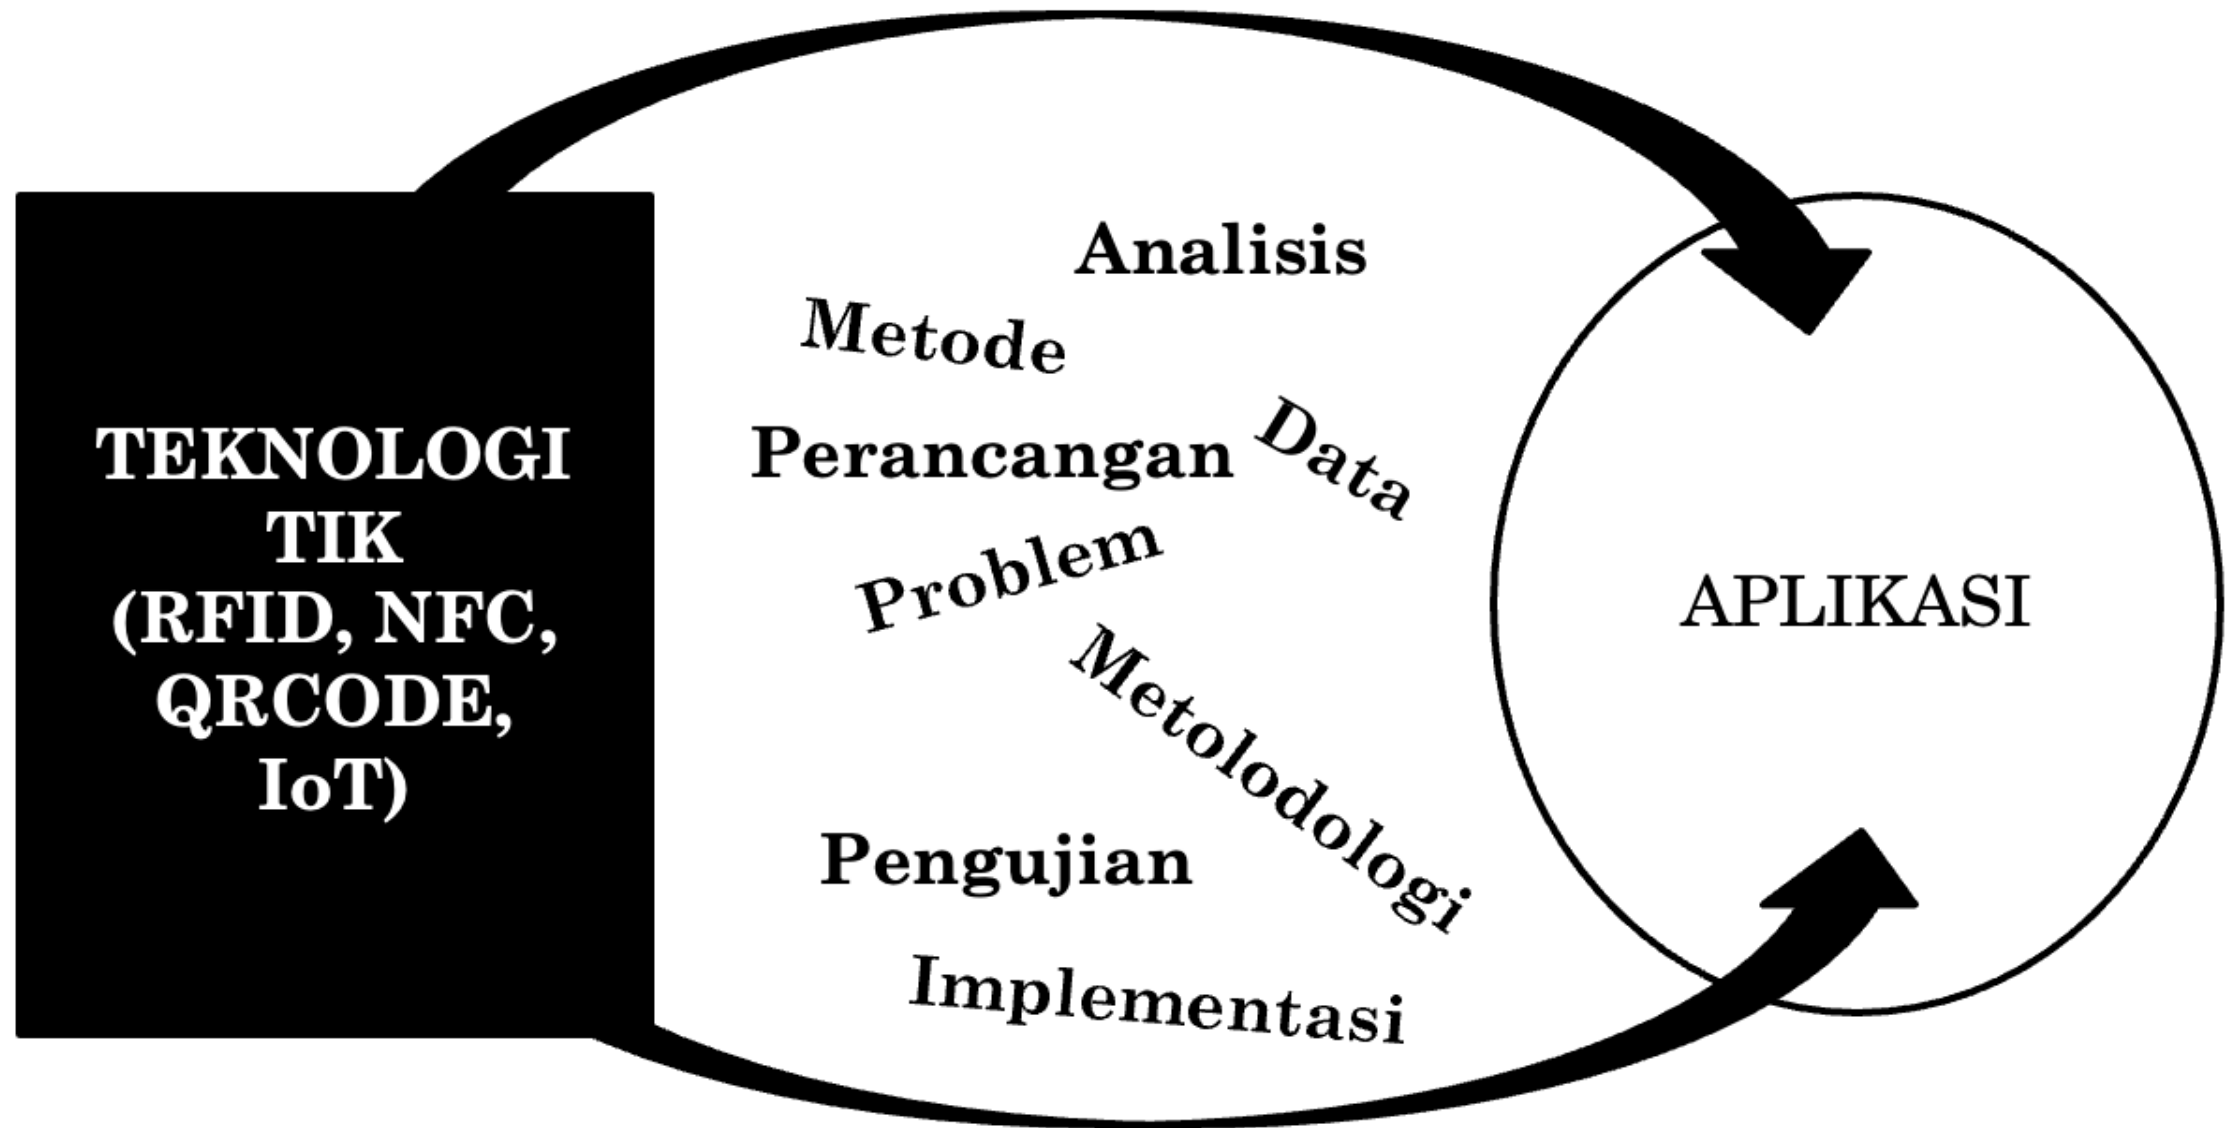 TEKNOLOGI
TIK
(RFID, NFC,
QRCODE,
IoT)
Analisis
Metode
Perancangan
Data
Problem
Metolodologi
Pengujian
Implementasi
APLIKASI